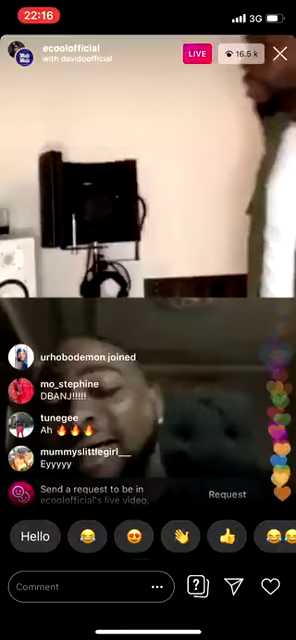 22:16
3G
ecoolofficial
with davidoofficial
LIVE
16.5 k
urhobodemon joined
mo_stephine
DBANJ!!!!!
tunegee
Ah 🔥🔥🔥
mummyslittlegirl__
Eyyyyy
Send a request to be in
ecoolofficial's live video.
Request
Hello
Comment